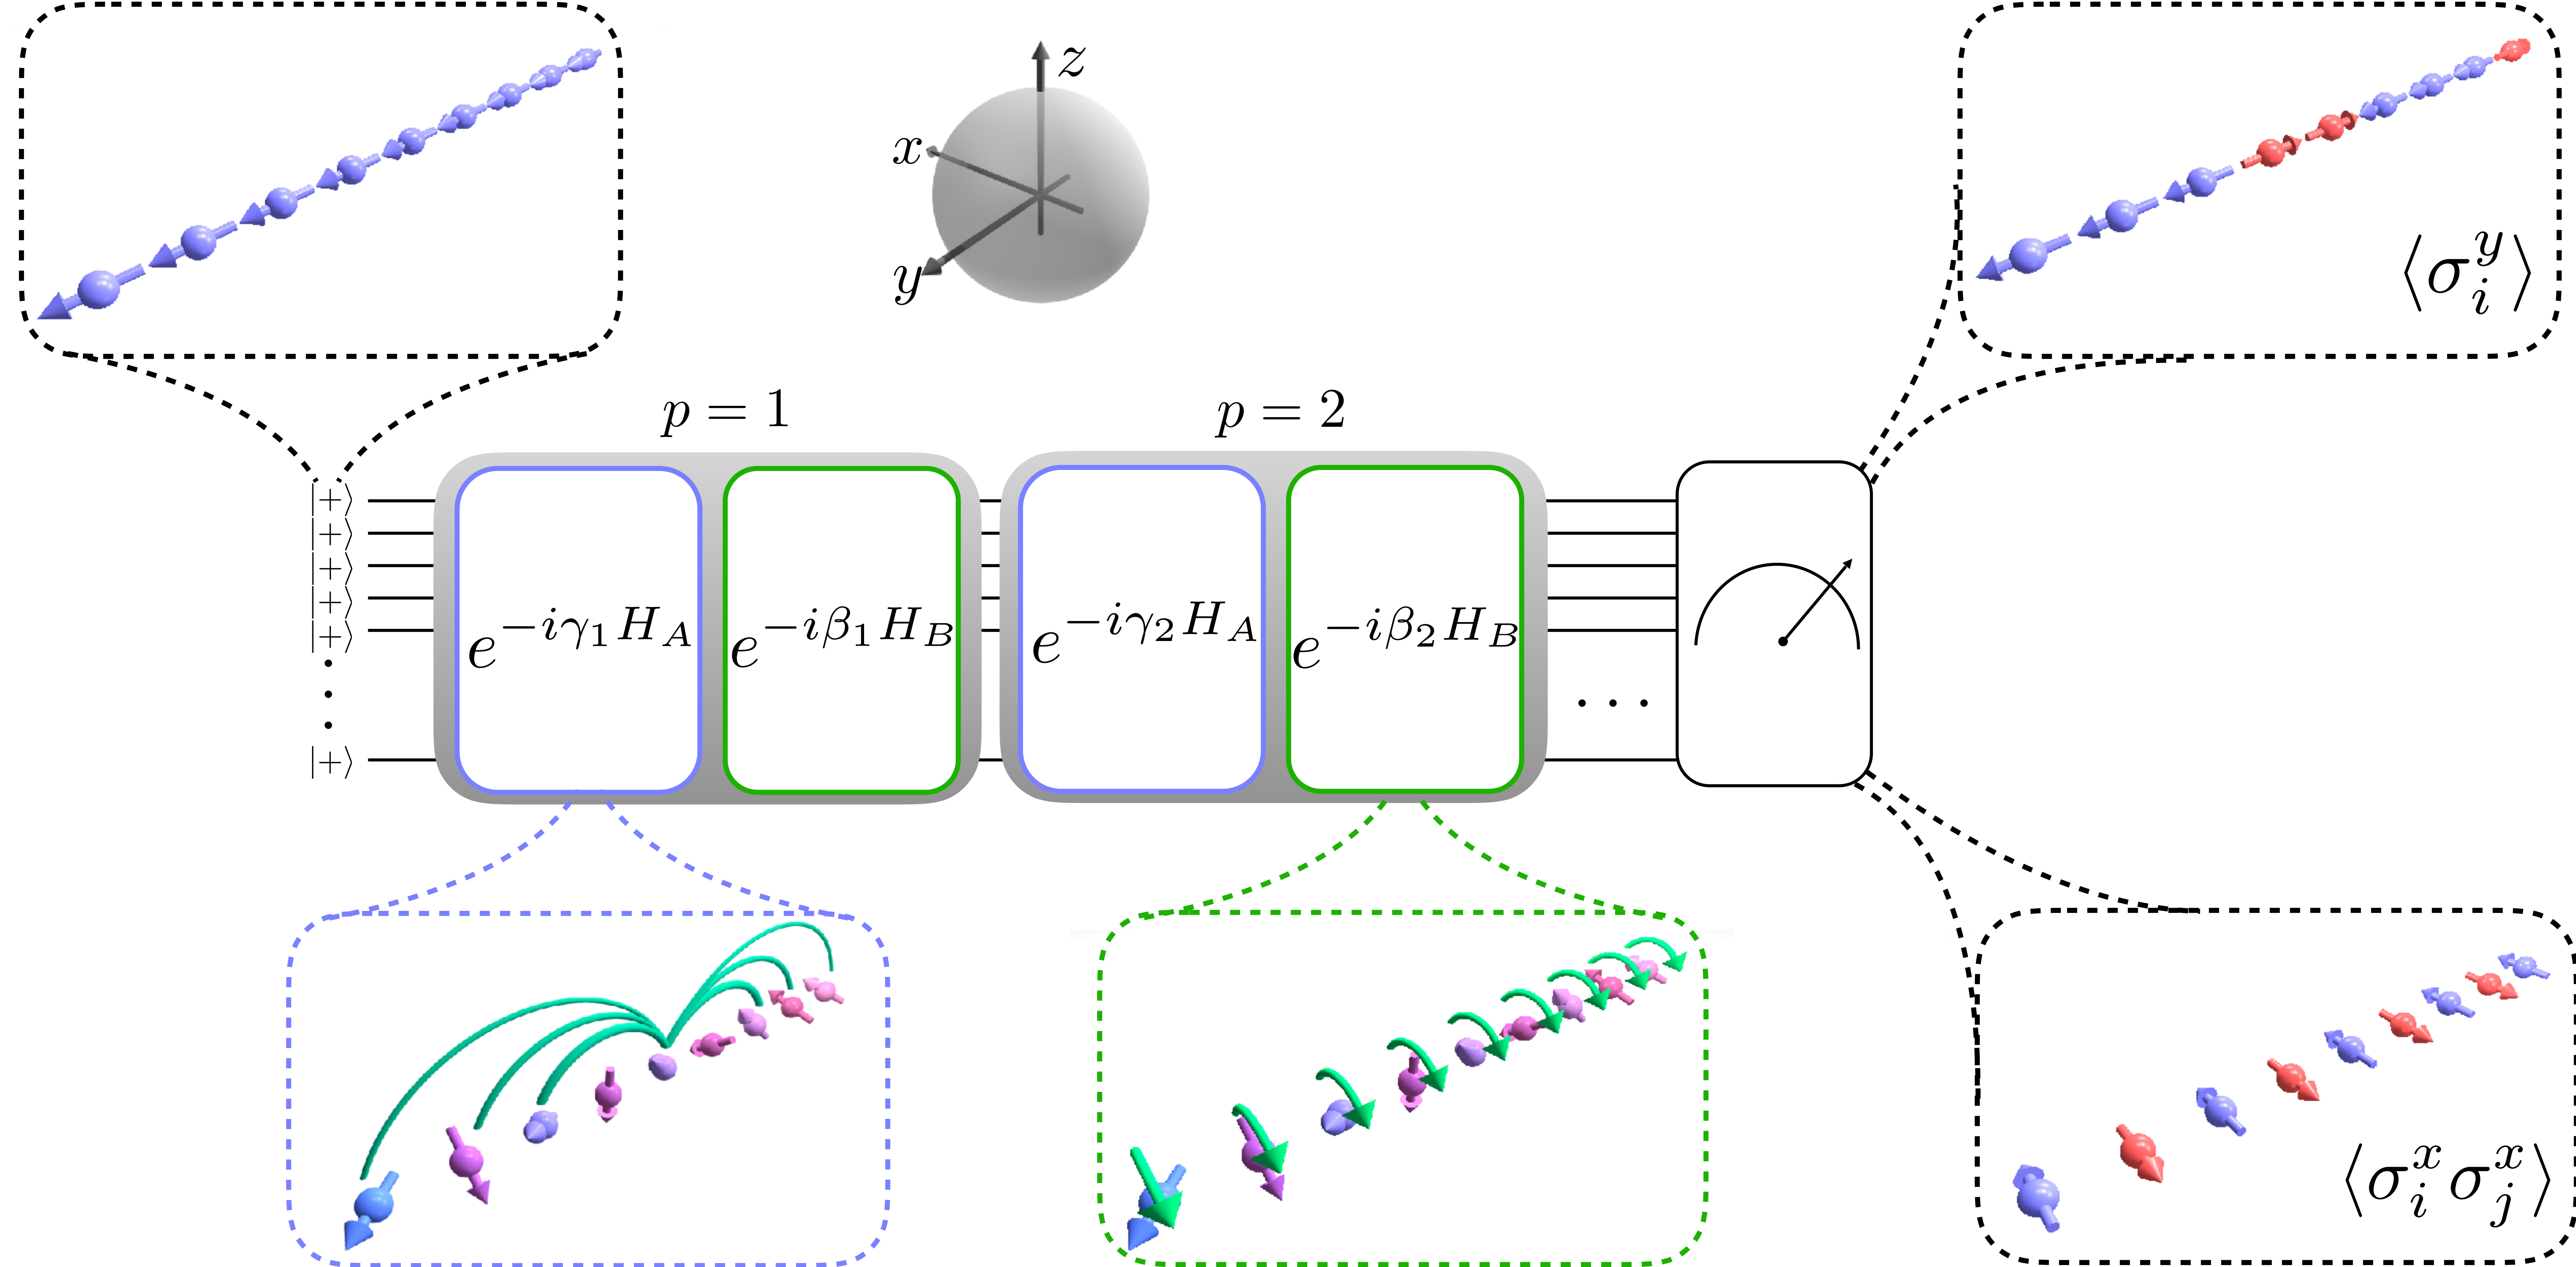 z
x
y
⟨σ_i^y⟩
p = 1
p = 2
|+⟩
|+⟩
|+⟩
|+⟩
|+⟩
|+⟩
e^{−iγ₁H_A}
e^{−iβ₁H_B}
e^{−iγ₂H_A}
e^{−iβ₂H_B}
· · ·
⟨σ_i^x σ_j^x⟩